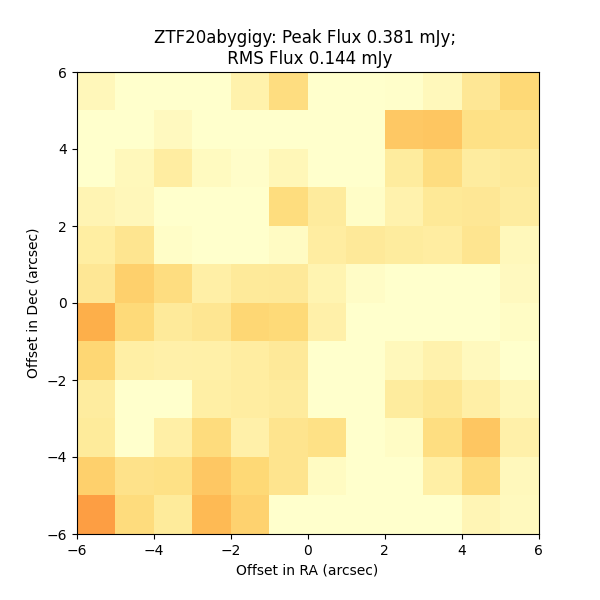 ZTF20abygigy: Peak Flux 0.381 mJy;
RMS Flux 0.144 mJy
6
4
2
0
−2
−4
−6
Offset in Dec (arcsec)
−6 −4 −2 0 2 4 6
Offset in RA (arcsec)